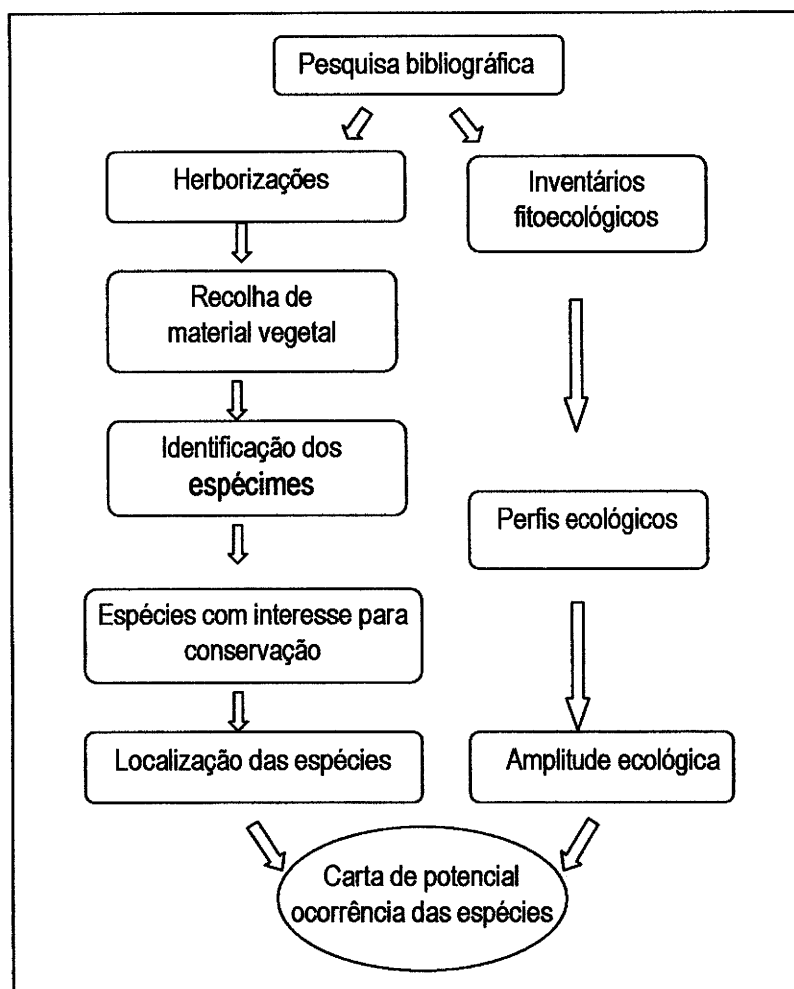 Pesquisa bibliográfica
Herborizações
Inventários
fitoecológicos
Recolha de
material vegetal
Identificação dos
espécimes
Perfis ecológicos
Espécies com interesse para
conservação
Localização das espécies
Amplitude ecológica
Carta de potencial
ocorrência das espécies